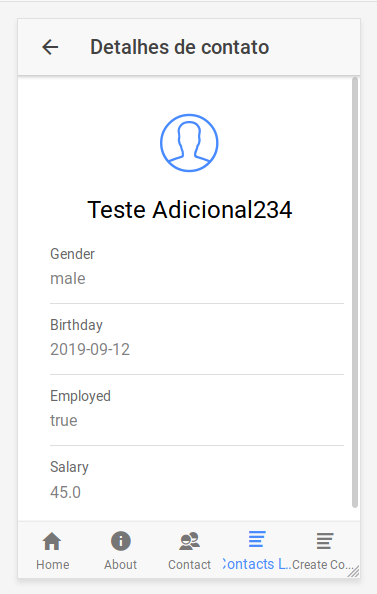 Detalhes de contato
Teste Adicional234
Gender
male
Birthday
2019-09-12
Employed
true
Salary
45.0
Home About Contact Contacts L... Create Co...